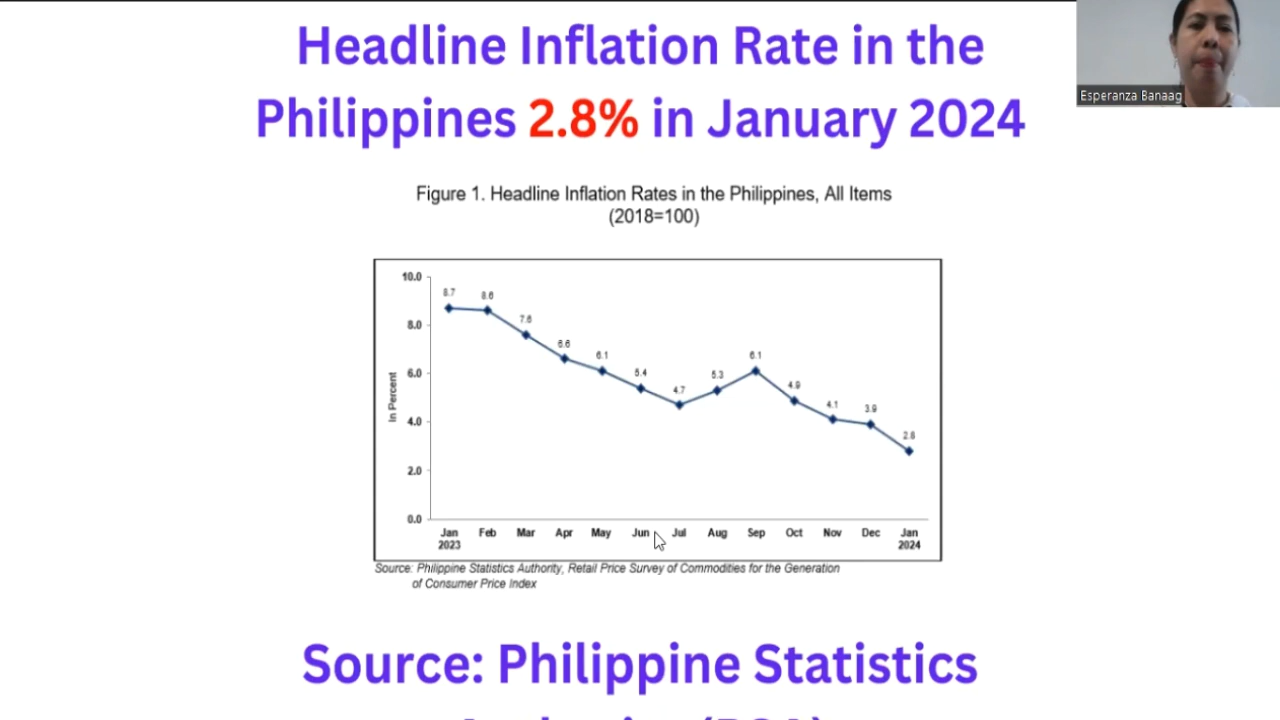 Headline Inflation Rate in the
Philippines 2.8% in January 2024
Esperanza Banaag
Figure 1. Headline Inflation Rates in the Philippines, All Items
(2018=100)
10.0
8.0
6.0
4.0
2.0
0.0
In Percent
8.7
8.6
7.6
6.6
6.1
5.4
4.7
5.3
6.1
4.9
4.1
3.9
2.8
Jan Feb Mar Apr May Jun Jul Aug Sep Oct Nov Dec Jan
2023 2024
Source: Philippine Statistics Authority, Retail Price Survey of Commodities for the Generation
of Consumer Price Index
Source: Philippine Statistics